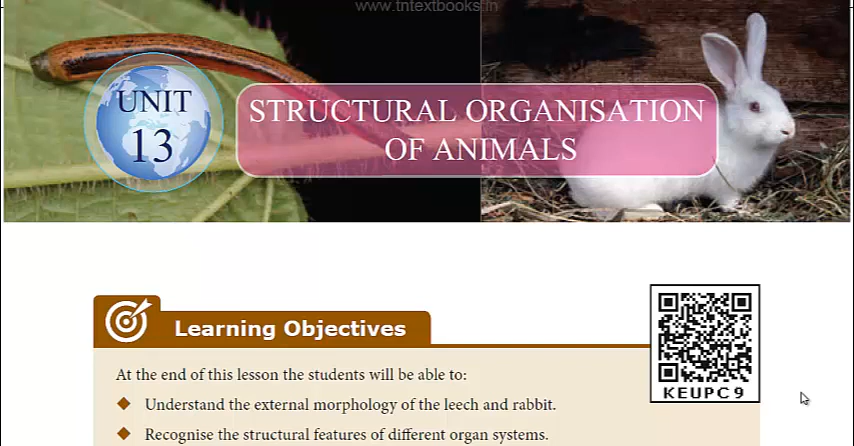 www.tntextbooks.in
UNIT
13
STRUCTURAL ORGANISATION
OF ANIMALS
Learning Objectives
KEUPC9
At the end of this lesson the students will be able to:
Understand the external morphology of the leech and rabbit.
Recognise the structural features of different organ systems.